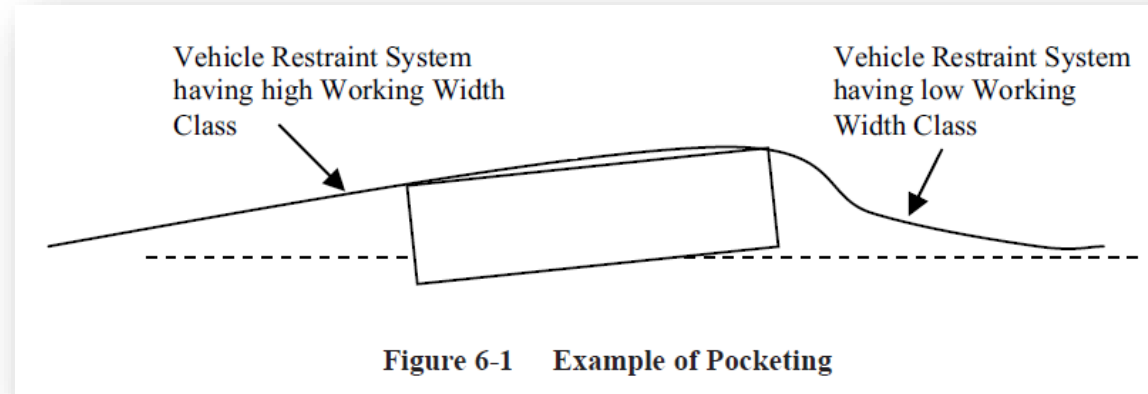 Vehicle Restraint System
having high Working Width
Class
Vehicle Restraint System
having low Working
Width Class
Figure 6-1 Example of Pocketing